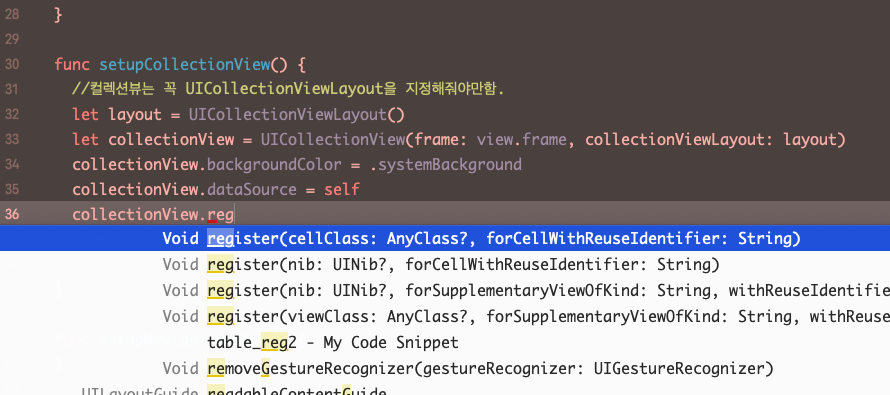 28 }
29
30 func setupCollectionView() {
31 //컬렉션뷰는 꼭 UICollectionViewLayout을 지정해줘야만함.
32 let layout = UICollectionViewLayout()
33 let collectionView = UICollectionView(frame: view.frame, collectionViewLayout: layout)
34 collectionView.backgroundColor = .systemBackground
35 collectionView.dataSource = self
36 collectionView.reg
Void register(cellClass: AnyClass?, forCellWithReuseIdentifier: String)
Void register(nib: UINib?, forCellWithReuseIdentifier: String)
Void register(nib: UINib?, forSupplementaryViewOfKind: String, withReuseIdentifie
Void register(viewClass: AnyClass?, forSupplementaryViewOfKind: String, withReuse
table_reg2 - My Code Snippet
Void removeGestureRecognizer(gestureRecognizer: UIGestureRecognizer)
UILayoutGuide readableContentGuide